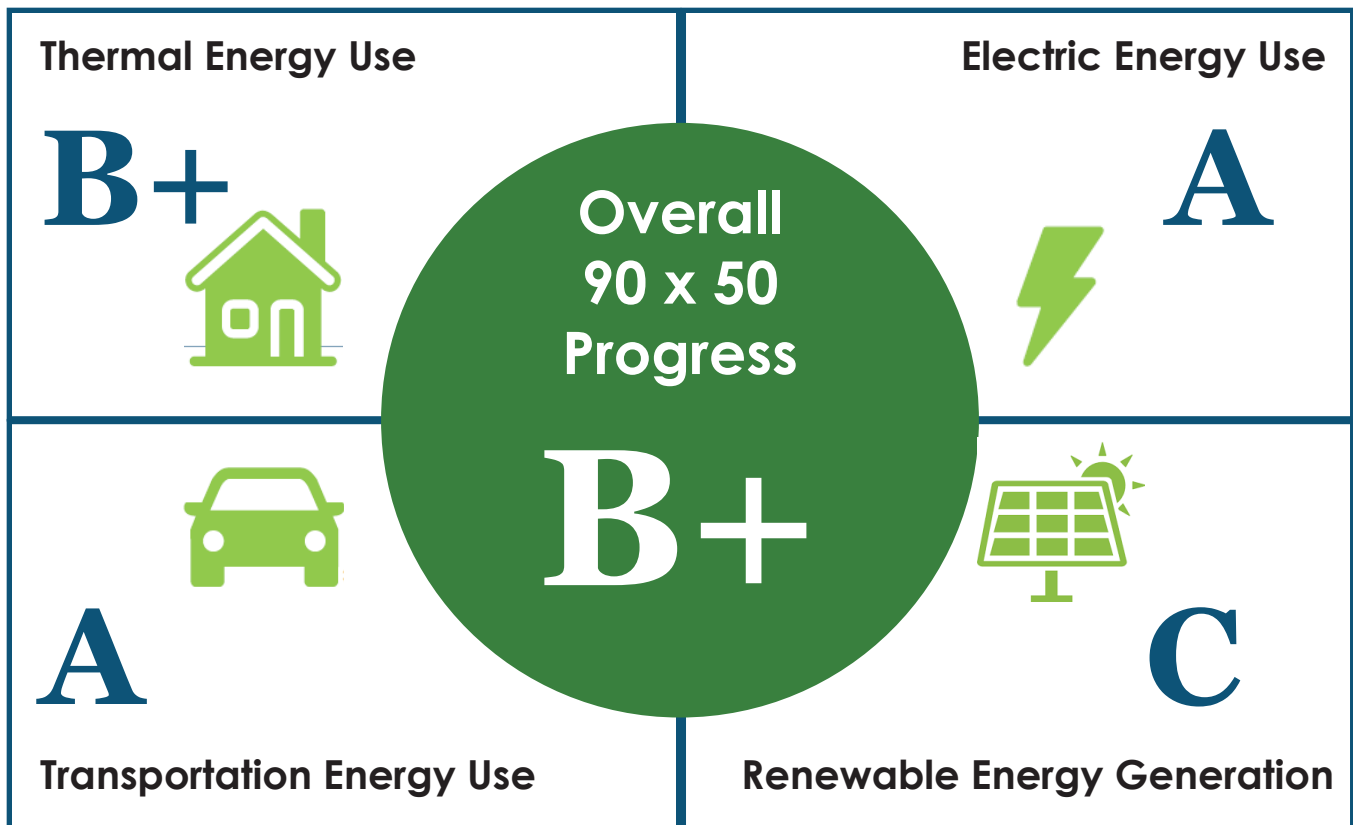 Thermal Energy Use
B+
Electric Energy Use
A
Overall
90 x 50
Progress
B+
A
Transportation Energy Use
C
Renewable Energy Generation